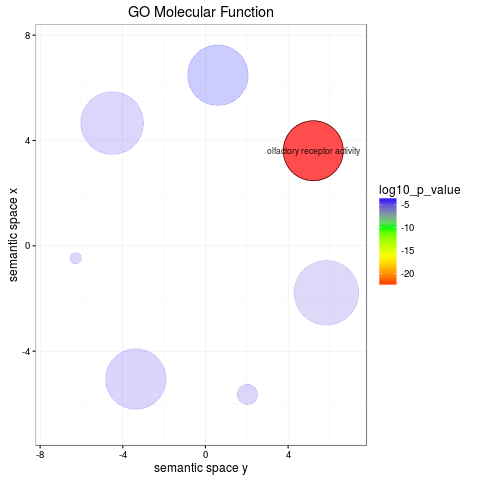 GO Molecular Function
8
4
0
-4
semantic space x
olfactory receptor activity
-8
-4
0
4
semantic space y
log10_p_value
-5
-10
-15
-20